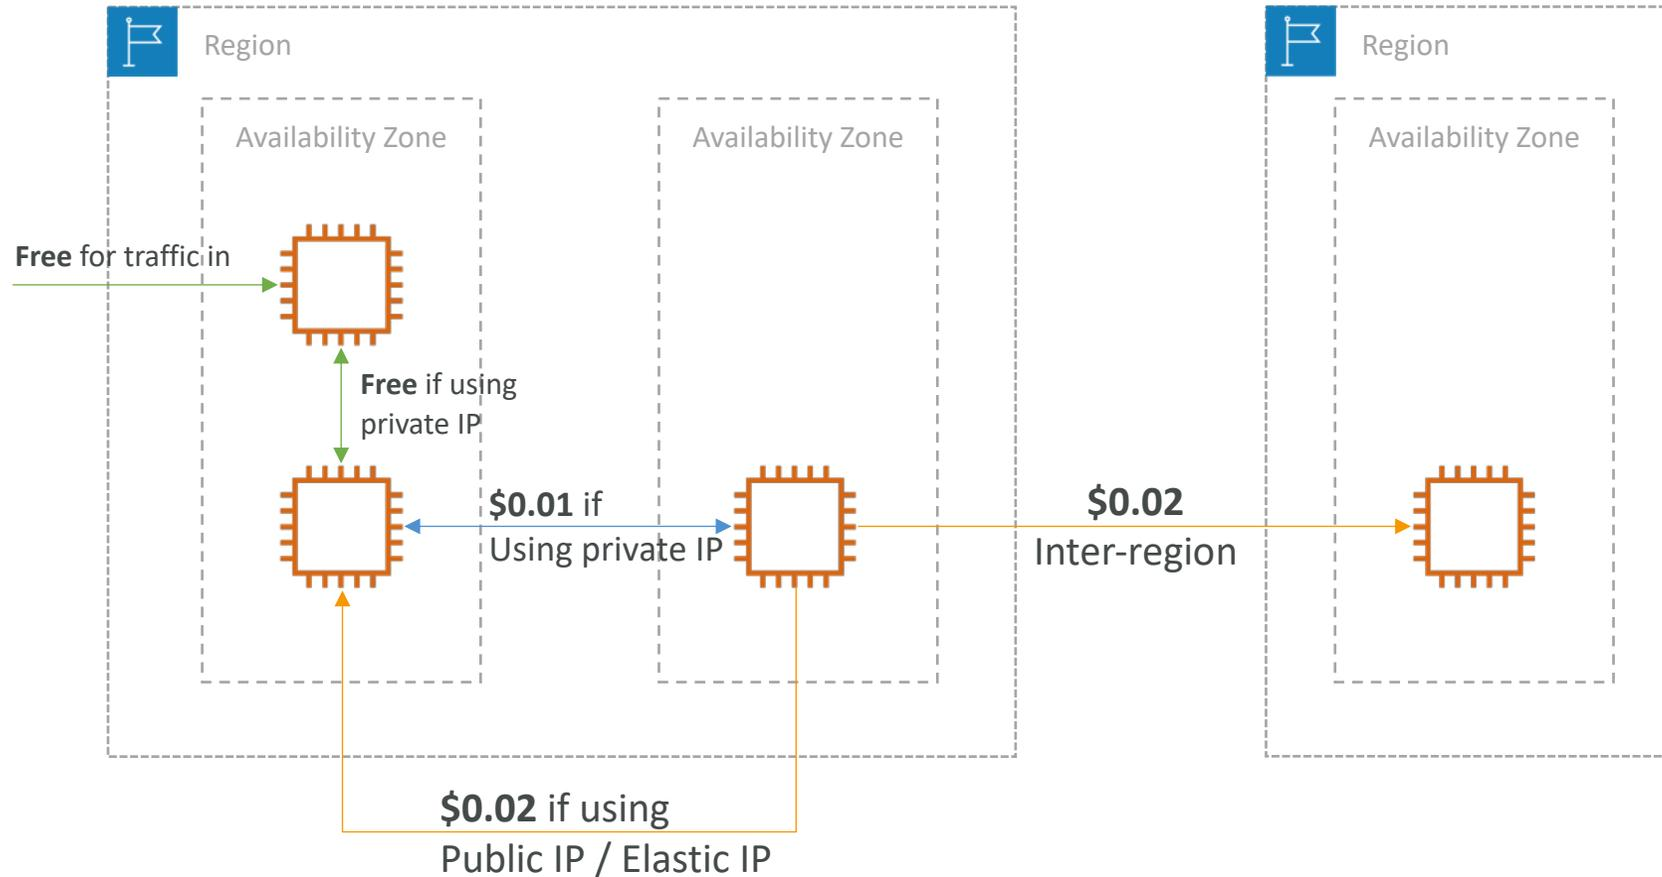 Region
Region
Availability Zone
Availability Zone
Availability Zone
Free for traffic in
Free if using
private IP
$0.01 if
Using private IP
$0.02
Inter-region
$0.02 if using
Public IP / Elastic IP